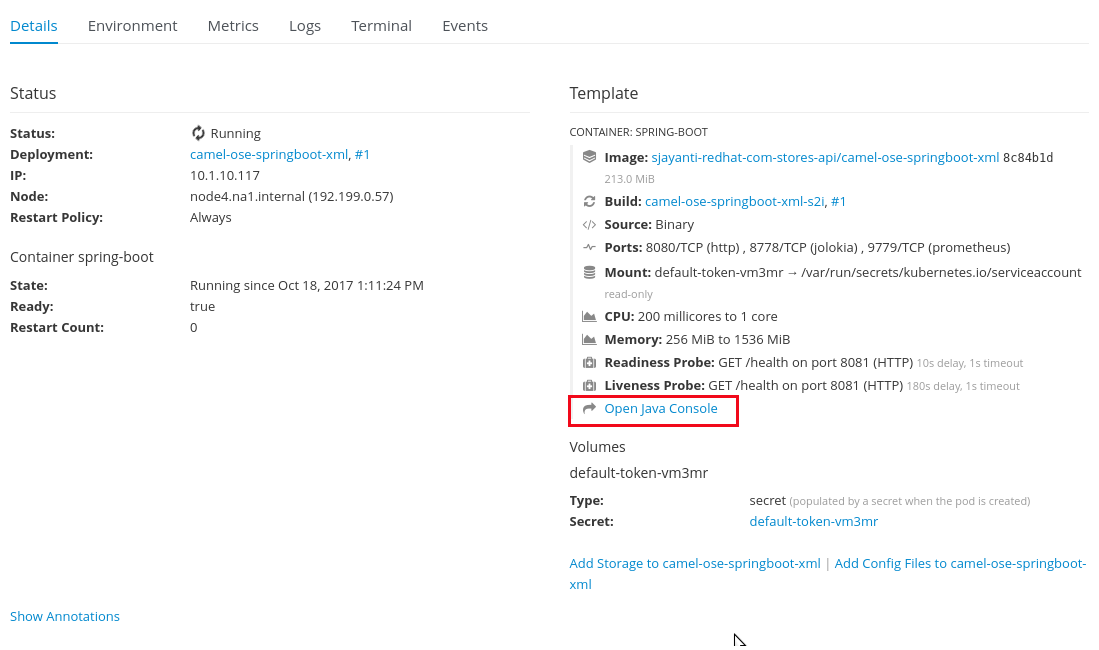 Details Environment Metrics Logs Terminal Events
Status
Status: Running
Deployment: camel-ose-springboot-xml, #1
IP: 10.1.10.117
Node: node4.na1.internal (192.199.0.57)
Restart Policy: Always
Container spring-boot
State: Running since Oct 18, 2017 1:11:24 PM
Ready: true
Restart Count: 0
Show Annotations
Template
CONTAINER: SPRING-BOOT
Image: sjayanti-redhat-com-stores-api/camel-ose-springboot-xml 8c84b1d
213.0 MiB
Build: camel-ose-springboot-xml-s2i, #1
Source: Binary
Ports: 8080/TCP (http) , 8778/TCP (jolokia) , 9779/TCP (prometheus)
Mount: default-token-vm3mr → /var/run/secrets/kubernetes.io/serviceaccount
read-only
CPU: 200 millicores to 1 core
Memory: 256 MiB to 1536 MiB
Readiness Probe: GET /health on port 8081 (HTTP) 10s delay, 1s timeout
Liveness Probe: GET /health on port 8081 (HTTP) 180s delay, 1s timeout
Open Java Console
Volumes
default-token-vm3mr
Type: secret (populated by a secret when the pod is created)
Secret: default-token-vm3mr
Add Storage to camel-ose-springboot-xml | Add Config Files to camel-ose-springboot-
xml